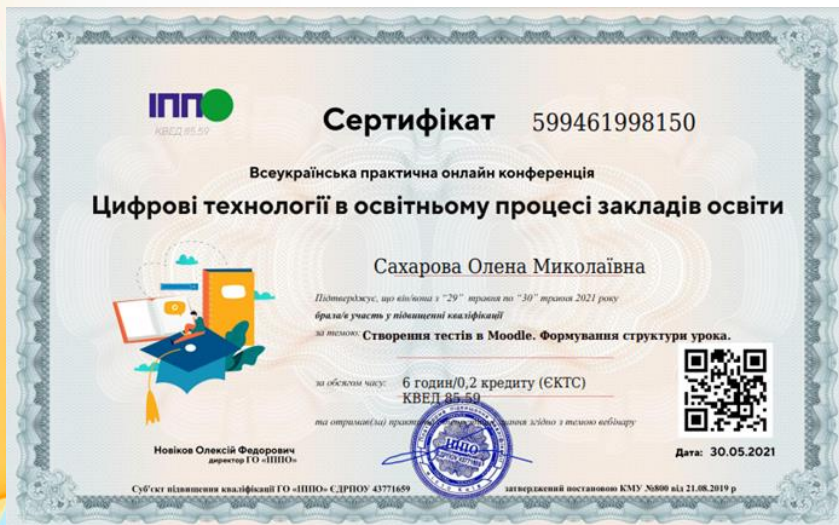 ІПП
КВЕД 85.59
Сертифікат 599461998150
Всеукраїнська практична онлайн конференція
Цифрові технології в освітньому процесі закладів освіти
Сахарова Олена Миколаївна
Підтверджує, що він/вона з “29” травня по “30” травня 2021 року
брала/в участь у підвищенні кваліфікації
за темою: Створення тестів в Moodle. Формування структури урока.
за обсягом часу: 6 годин/0,2 кредиту (ЄКТС)
КВЕД 85.59
та отримав(ла) практичні згідно з темою вебінару
Новіков Олексій Федорович
директор ГО «ІППО»
ІППО
Дата: 30.05.2021
Суб'єкт підвищення кваліфікації ГО «ІППО» ЄДРПОУ 43771659 затверджений постановою КМУ №800 від 21.08.2019 р